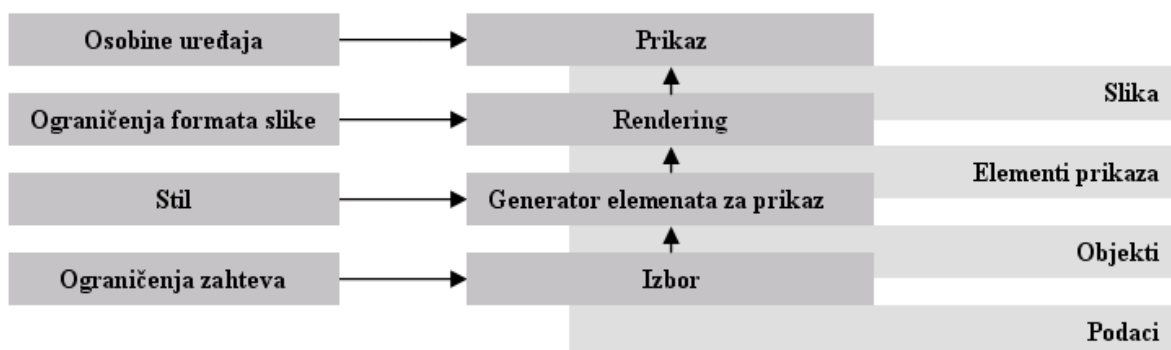 Osobine uređaja
Prikaz
Slika
Ograničenja formata slike
Rendering
Elementi prikaza
Stil
Generator elemenata za prikaz
Objekti
Ograničenja zahteva
Izbor
Podaci